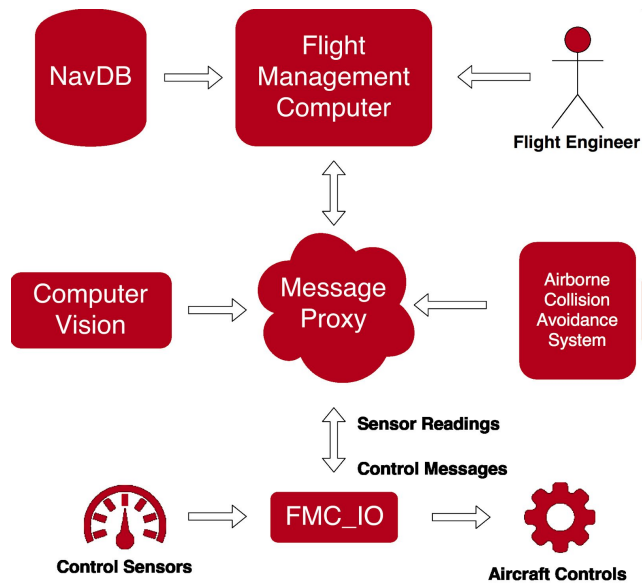 NavDB
Flight
Management
Computer
Flight Engineer
Computer
Vision
Message
Proxy
Airborne
Collision
Avoidance
System
Sensor Readings
Control Messages
FMC_IO
Control Sensors
Aircraft Controls